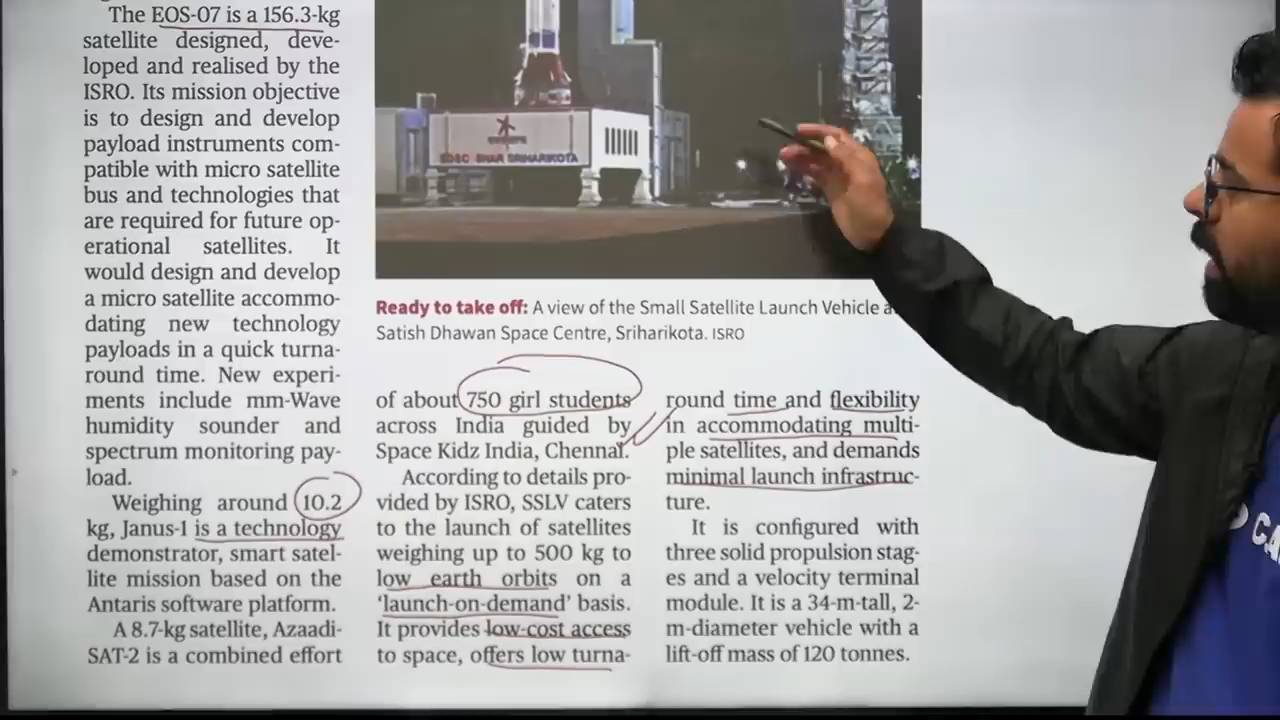 The EOS-07 is a 156.3-kg
satellite designed, deve-
loped and realised by the
ISRO. Its mission objective
is to design and develop
payload instruments com-
patible with micro satellite
bus and technologies that
are required for future op-
erational satellites. It
would design and develop
a micro satellite accommo-
dating new technology
payloads in a quick turna-
round time. New experi-
ments include mm-Wave
humidity sounder and
spectrum monitoring pay-
load.
Weighing around 10.2
kg, Janus-1 is a technology
demonstrator, smart satel-
lite mission based on the
Antaris software platform.
A 8.7-kg satellite, Azaadi-
SAT-2 is a combined effort
SDSC SHAR SRIHARIKOTA
Ready to take off: A view of the Small Satellite Launch Vehicle
Satish Dhawan Space Centre, Sriharikota. ISRO
of about 750 girl students
across India guided by
Space Kidz India, Chennai.
According to details pro-
vided by ISRO, SSLV caters
to the launch of satellites
weighing up to 500 kg to
low earth orbits on a
‘launch-on-demand’ basis.
It provides low-cost access
to space, offers low turna-
round time and flexibility
in accommodating multi-
ple satellites, and demands
minimal launch infrastruc-
ture.
It is configured with
three solid propulsion stag-
es and a velocity terminal
module. It is a 34-m-tall, 2-
m-diameter vehicle with a
lift-off mass of 120 tonnes.